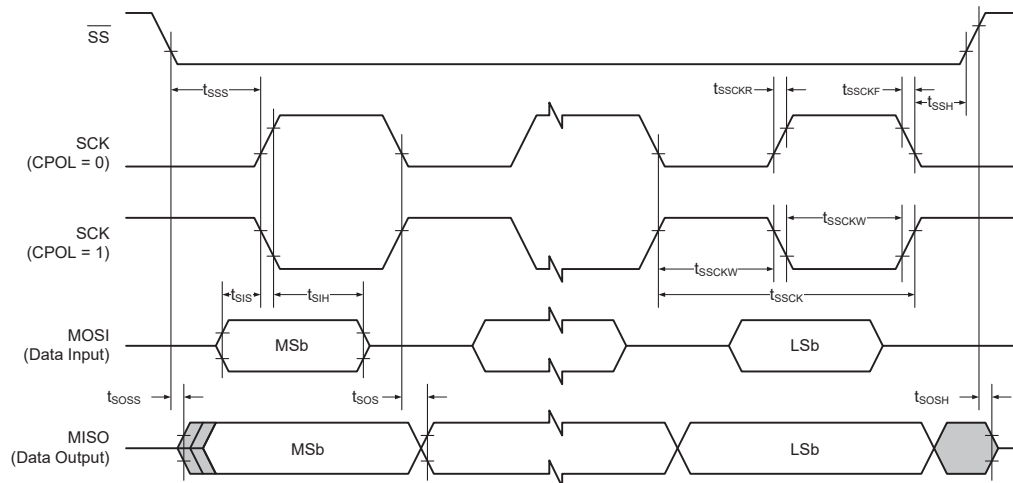 SS
tSSS
tSSCKR
tSSCKF
tSSH
SCK
(CPOL = 0)
SCK
(CPOL = 1)
tSSCKW
tSSCKW
tSSCK
tSIS
tSIH
MOSI
(Data Input)
MSb
LSb
tSOSS
tSOS
tSOSH
MISO
(Data Output)
MSb
LSb